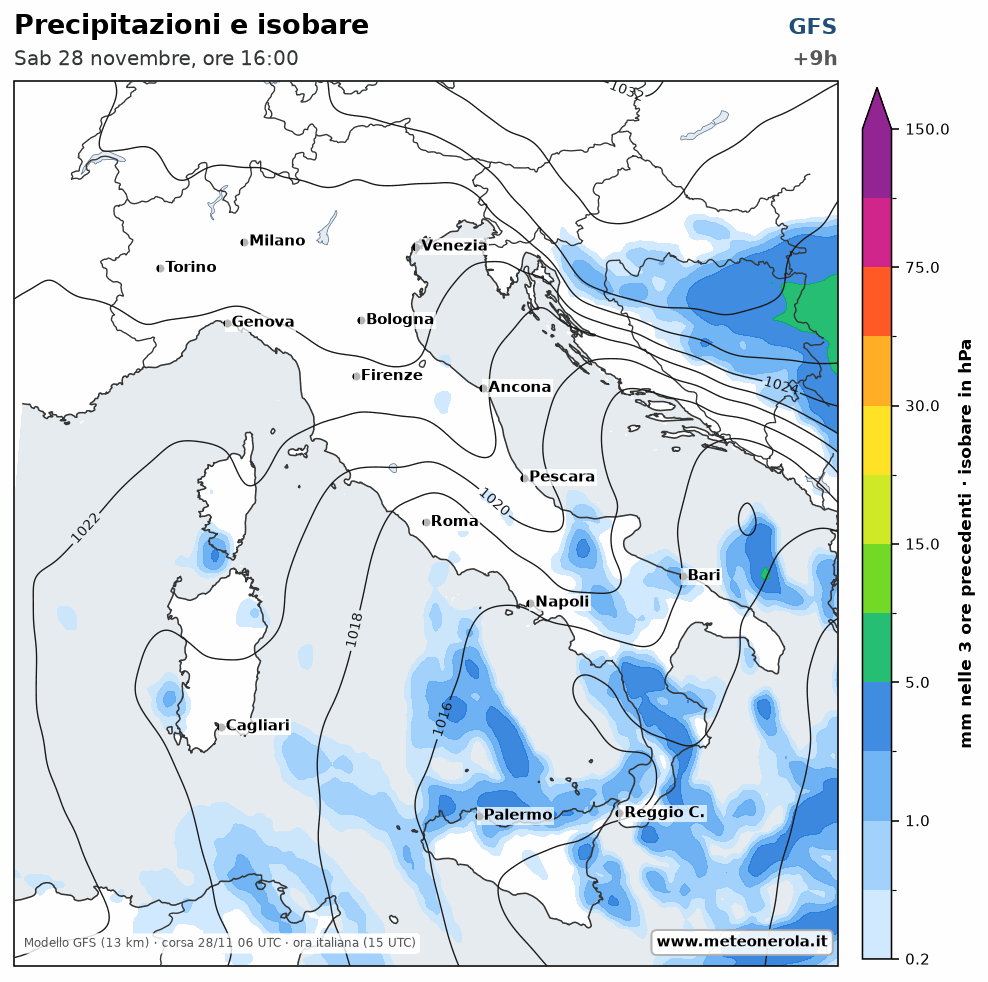 Precipitazioni e isobare
GFS
Sab 28 novembre, ore 16:00
+9h
1032
150.0
Milano
Venezia
Torino
75.0
Genova
Bologna
Firenze
1024
Ancona
30.0
Pescara
1020
1022
Roma
15.0
Bari
Napoli
1018
5.0
1016
Cagliari
Palermo
Reggio C.
1.0
mm nelle 3 ore precedenti · isobare in hPa
Modello GFS (13 km) · corsa 28/11 06 UTC · ora italiana (15 UTC)
www.meteonerola.it
0.2